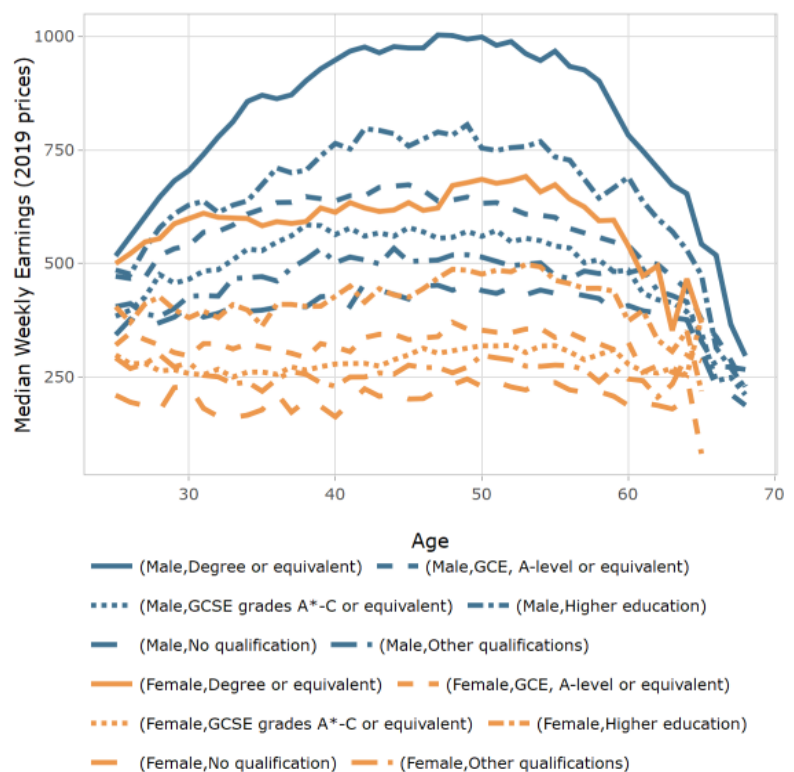 1000
750
500
250
Median Weekly Earnings (2019 prices)
30 40 50 60 70
Age
(Male,Degree or equivalent) (Male,GCE, A-level or equivalent)
(Male,GCSE grades A*-C or equivalent) (Male,Higher education)
(Male,No qualification) (Male,Other qualifications)
(Female,Degree or equivalent) (Female,GCE, A-level or equivalent)
(Female,GCSE grades A*-C or equivalent) (Female,Higher education)
(Female,No qualification) (Female,Other qualifications)